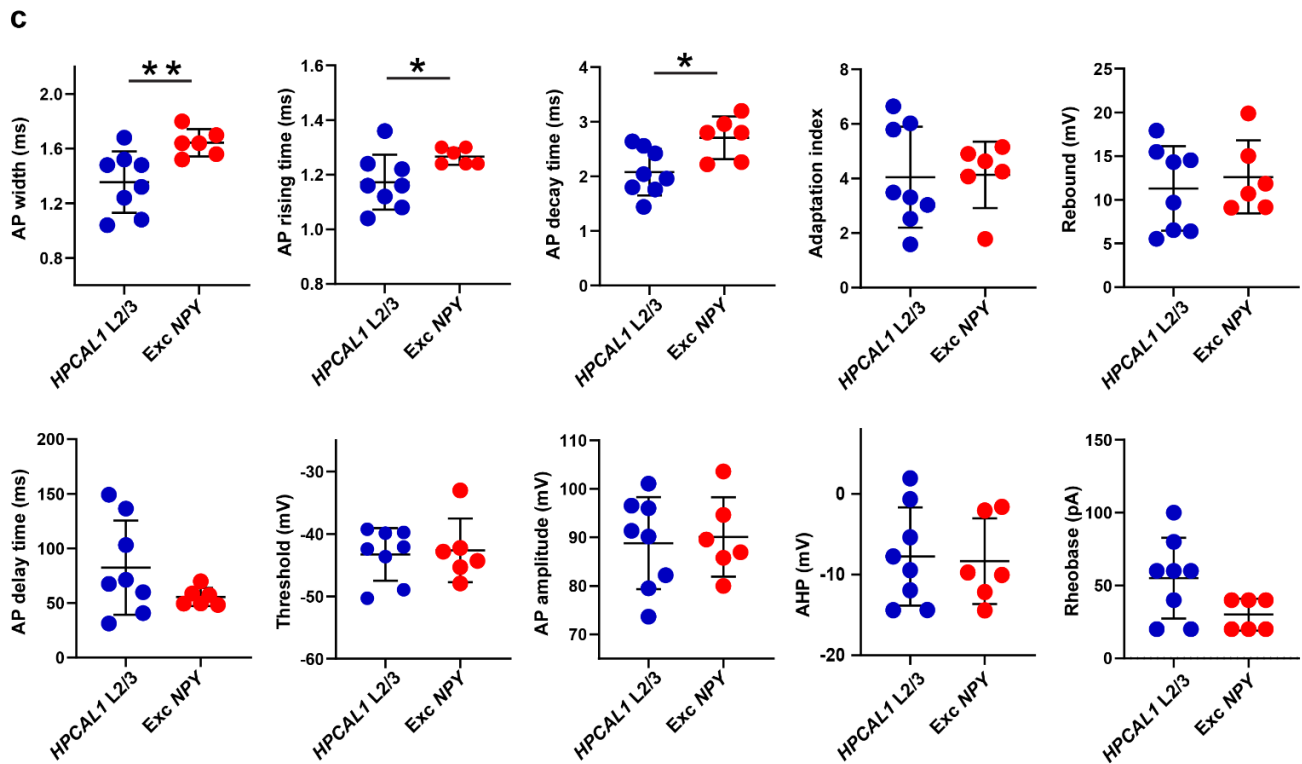 c
**
AP width (ms)
2.0
1.6
1.2
0.8
HPCAL1 L2/3
Exc NPY
*
AP rising time (ms)
1.6
1.4
1.2
1.0
0.8
HPCAL1 L2/3
Exc NPY
*
AP decay time (ms)
4
3
2
1
0
HPCAL1 L2/3
Exc NPY
Adaptation index
8
6
4
2
0
HPCAL1 L2/3
Exc NPY
Rebound (mV)
25
20
15
10
5
0
HPCAL1 L2/3
Exc NPY
AP delay time (ms)
200
150
100
50
0
HPCAL1 L2/3
Exc NPY
Threshold (mV)
-30
-40
-50
-60
HPCAL1 L2/3
Exc NPY
AP amplitude (mV)
110
100
90
80
70
HPCAL1 L2/3
Exc NPY
AHP (mV)
0
-10
-20
HPCAL1 L2/3
Exc NPY
Rheobase (pA)
150
100
50
0
HPCAL1 L2/3
Exc NPY